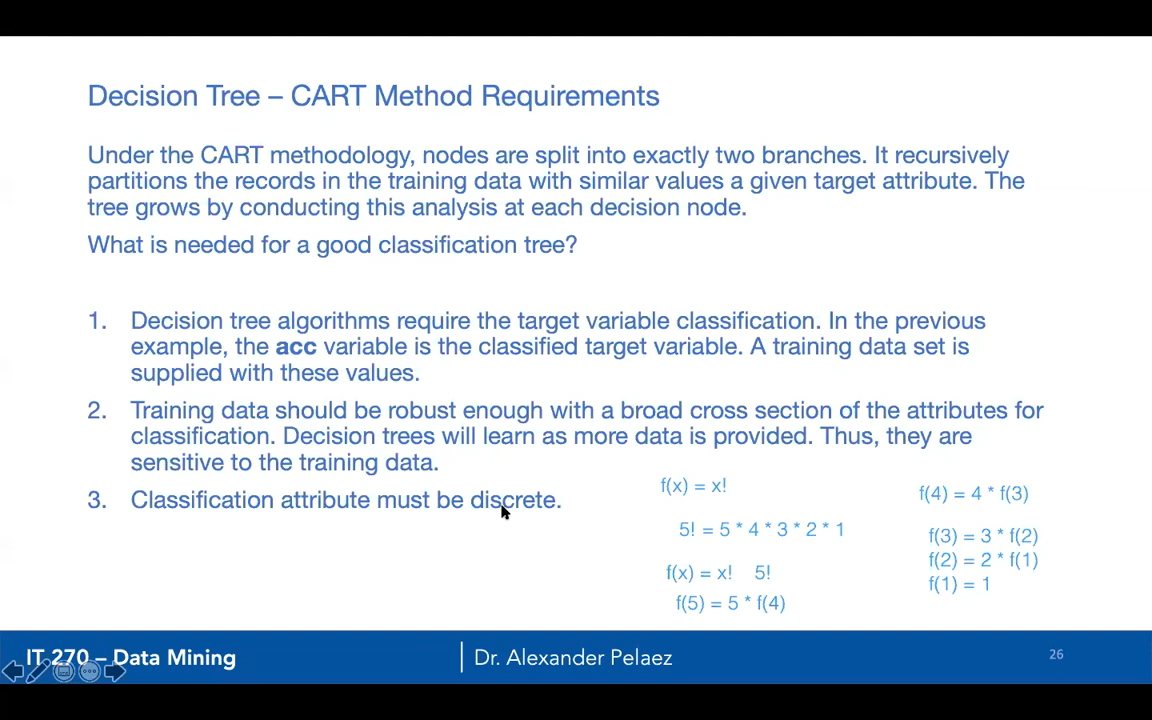 Decision Tree – CART Method Requirements
Under the CART methodology, nodes are split into exactly two branches. It recursively
partitions the records in the training data with similar values a given target attribute. The
tree grows by conducting this analysis at each decision node.
What is needed for a good classification tree?
1. Decision tree algorithms require the target variable classification. In the previous
example, the acc variable is the classified target variable. A training data set is
supplied with these values.
2. Training data should be robust enough with a broad cross section of the attributes for
classification. Decision trees will learn as more data is provided. Thus, they are
sensitive to the training data.
3. Classification attribute must be discrete.
f(x) = x!
5! = 5 * 4 * 3 * 2 * 1
f(x) = x! 5!
f(5) = 5 * f(4)
f(4) = 4 * f(3)
f(3) = 3 * f(2)
f(2) = 2 * f(1)
f(1) = 1
IT 270 – Data Mining
Dr. Alexander Pelaez
26